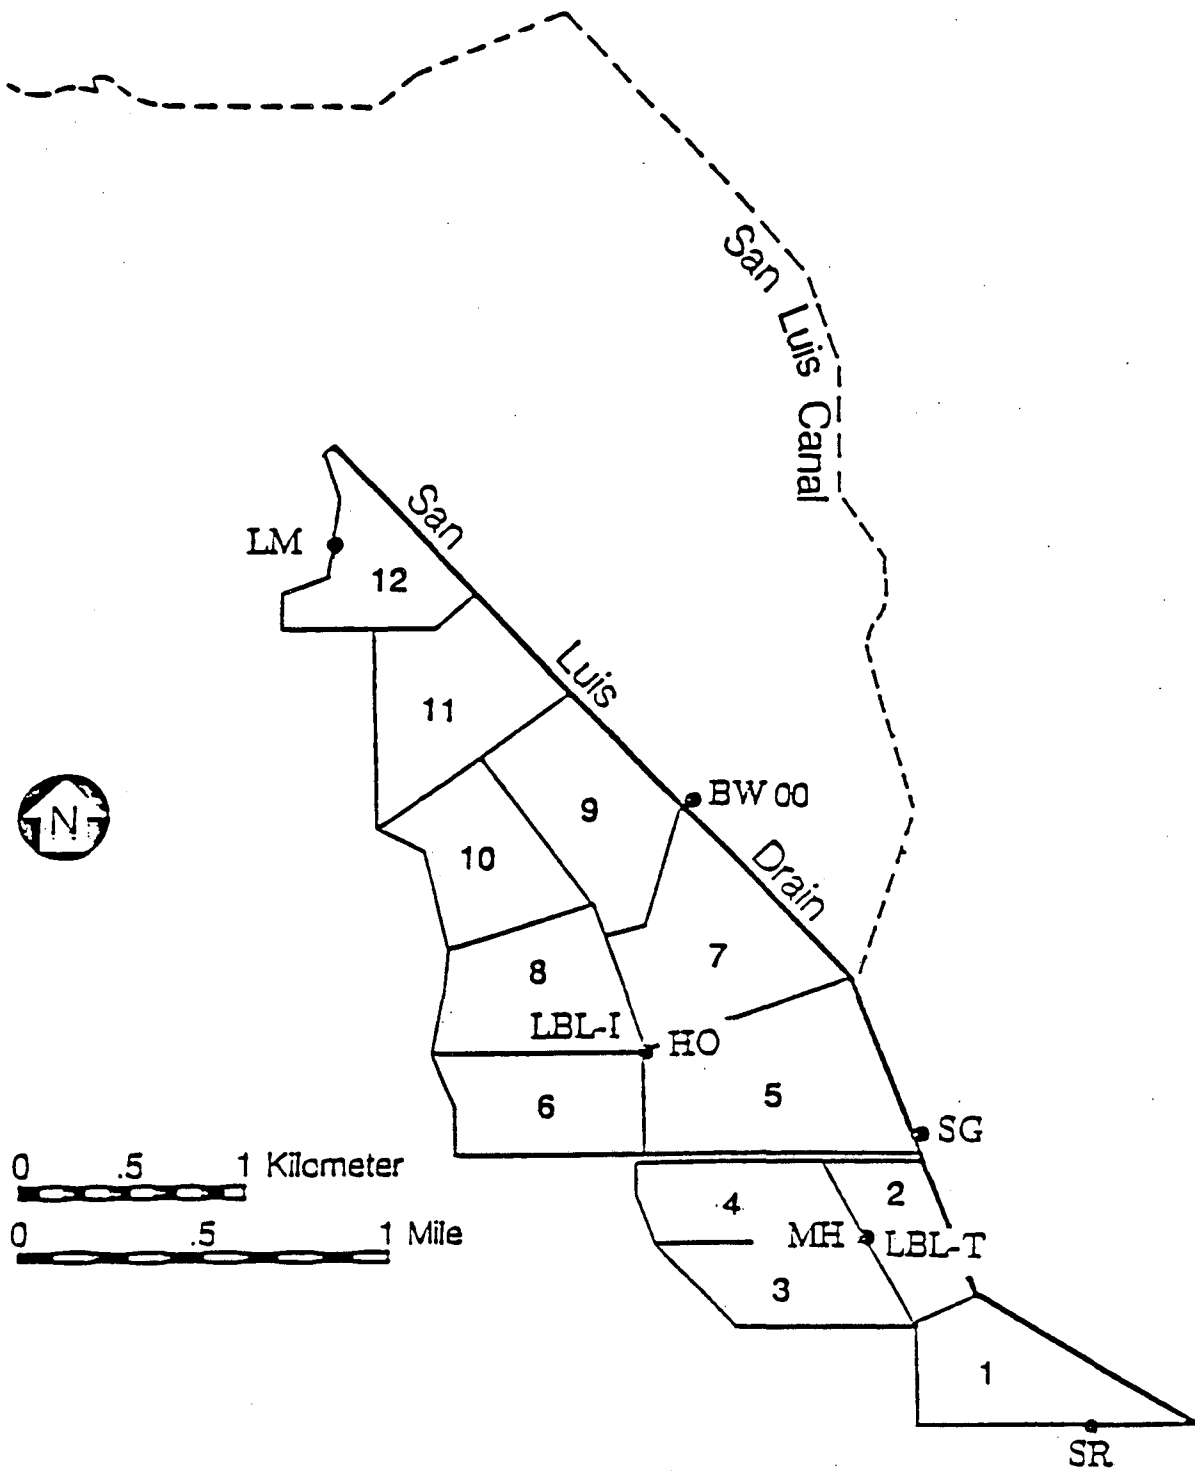 San Luis Canal
San Luis Drain
LM
12
11
BW 00
9
N
10
7
8
LBL-I
HO
5
6
SG
0 .5 1 Kilometer
2
4
0 .5 1 Mile
MH
LBL-T
3
1
SR